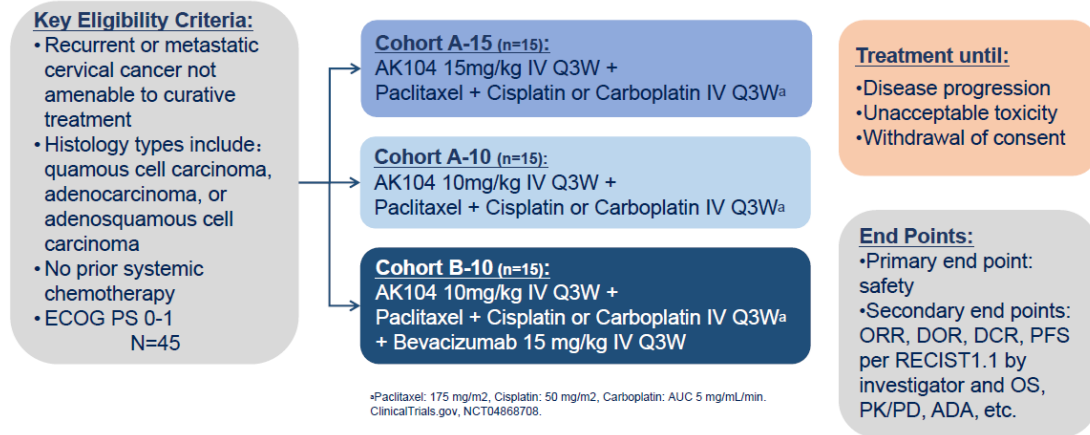 Key Eligibility Criteria:
•Recurrent or metastatic
cervical cancer not
amenable to curative
treatment
•Histology types include：
quamous cell carcinoma,
adenocarcinoma, or
adenosquamous cell
carcinoma
•No prior systemic
chemotherapy
•ECOG PS 0-1
N=45
Cohort A-15 (n=15):
AK104 15mg/kg IV Q3W +
Paclitaxel + Cisplatin or Carboplatin IV Q3Wᵃ
Cohort A-10 (n=15):
AK104 10mg/kg IV Q3W +
Paclitaxel + Cisplatin or Carboplatin IV Q3Wᵃ
Cohort B-10 (n=15):
AK104 10mg/kg IV Q3W +
Paclitaxel + Cisplatin or Carboplatin IV Q3Wᵃ
+ Bevacizumab 15 mg/kg IV Q3W
ᵃPaclitaxel: 175 mg/m2, Cisplatin: 50 mg/m2, Carboplatin: AUC 5 mg/mL/min.
ClinicalTrials.gov, NCT04868708.
Treatment until:
•Disease progression
•Unacceptable toxicity
•Withdrawal of consent
End Points:
•Primary end point:
safety
•Secondary end points:
ORR, DOR, DCR, PFS
per RECIST1.1 by
investigator and OS,
PK/PD, ADA, etc.